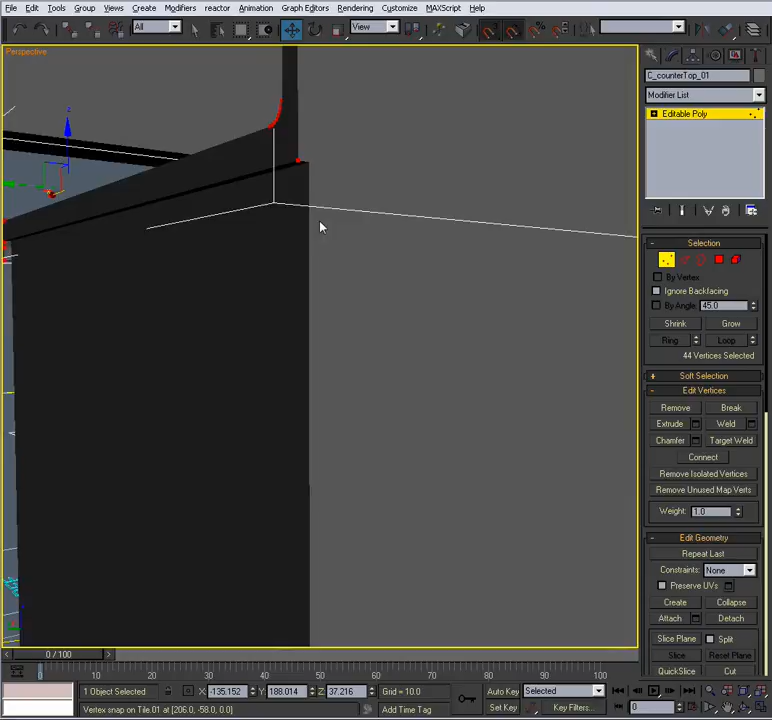 File Edit Tools Group Views Create Modifiers reactor Animation Graph Editors Rendering Customize MAXScript Help
All View
Perspective
z
C_counterTop_01
Modifier List
Editable Poly
Selection
By Vertex
Ignore Backfacing
By Angle: 45.0
Shrink Grow
Ring Loop
44 Vertices Selected
Soft Selection
Edit Vertices
Remove Break
Extrude Weld
Chamfer Target Weld
Connect
Remove Isolated Vertices
Remove Unused Map Verts
Weight: 1.0
Edit Geometry
Repeat Last
Constraints: None
Preserve UVs
Create Collapse
Attach Detach
Slice Plane Split
Slice Reset Plane
QuickSlice Cut
0 / 100
0 10 20 30 40 50 60 70 80 90 100
1 Object Selected X: -135.152 Y: 188.014 Z: 37.216 Grid = 10.0 Auto Key Selected
Vertex snap on Tile.01 at [206.0, -58.0, 0.0] Add Time Tag Set Key Key Filters... 0